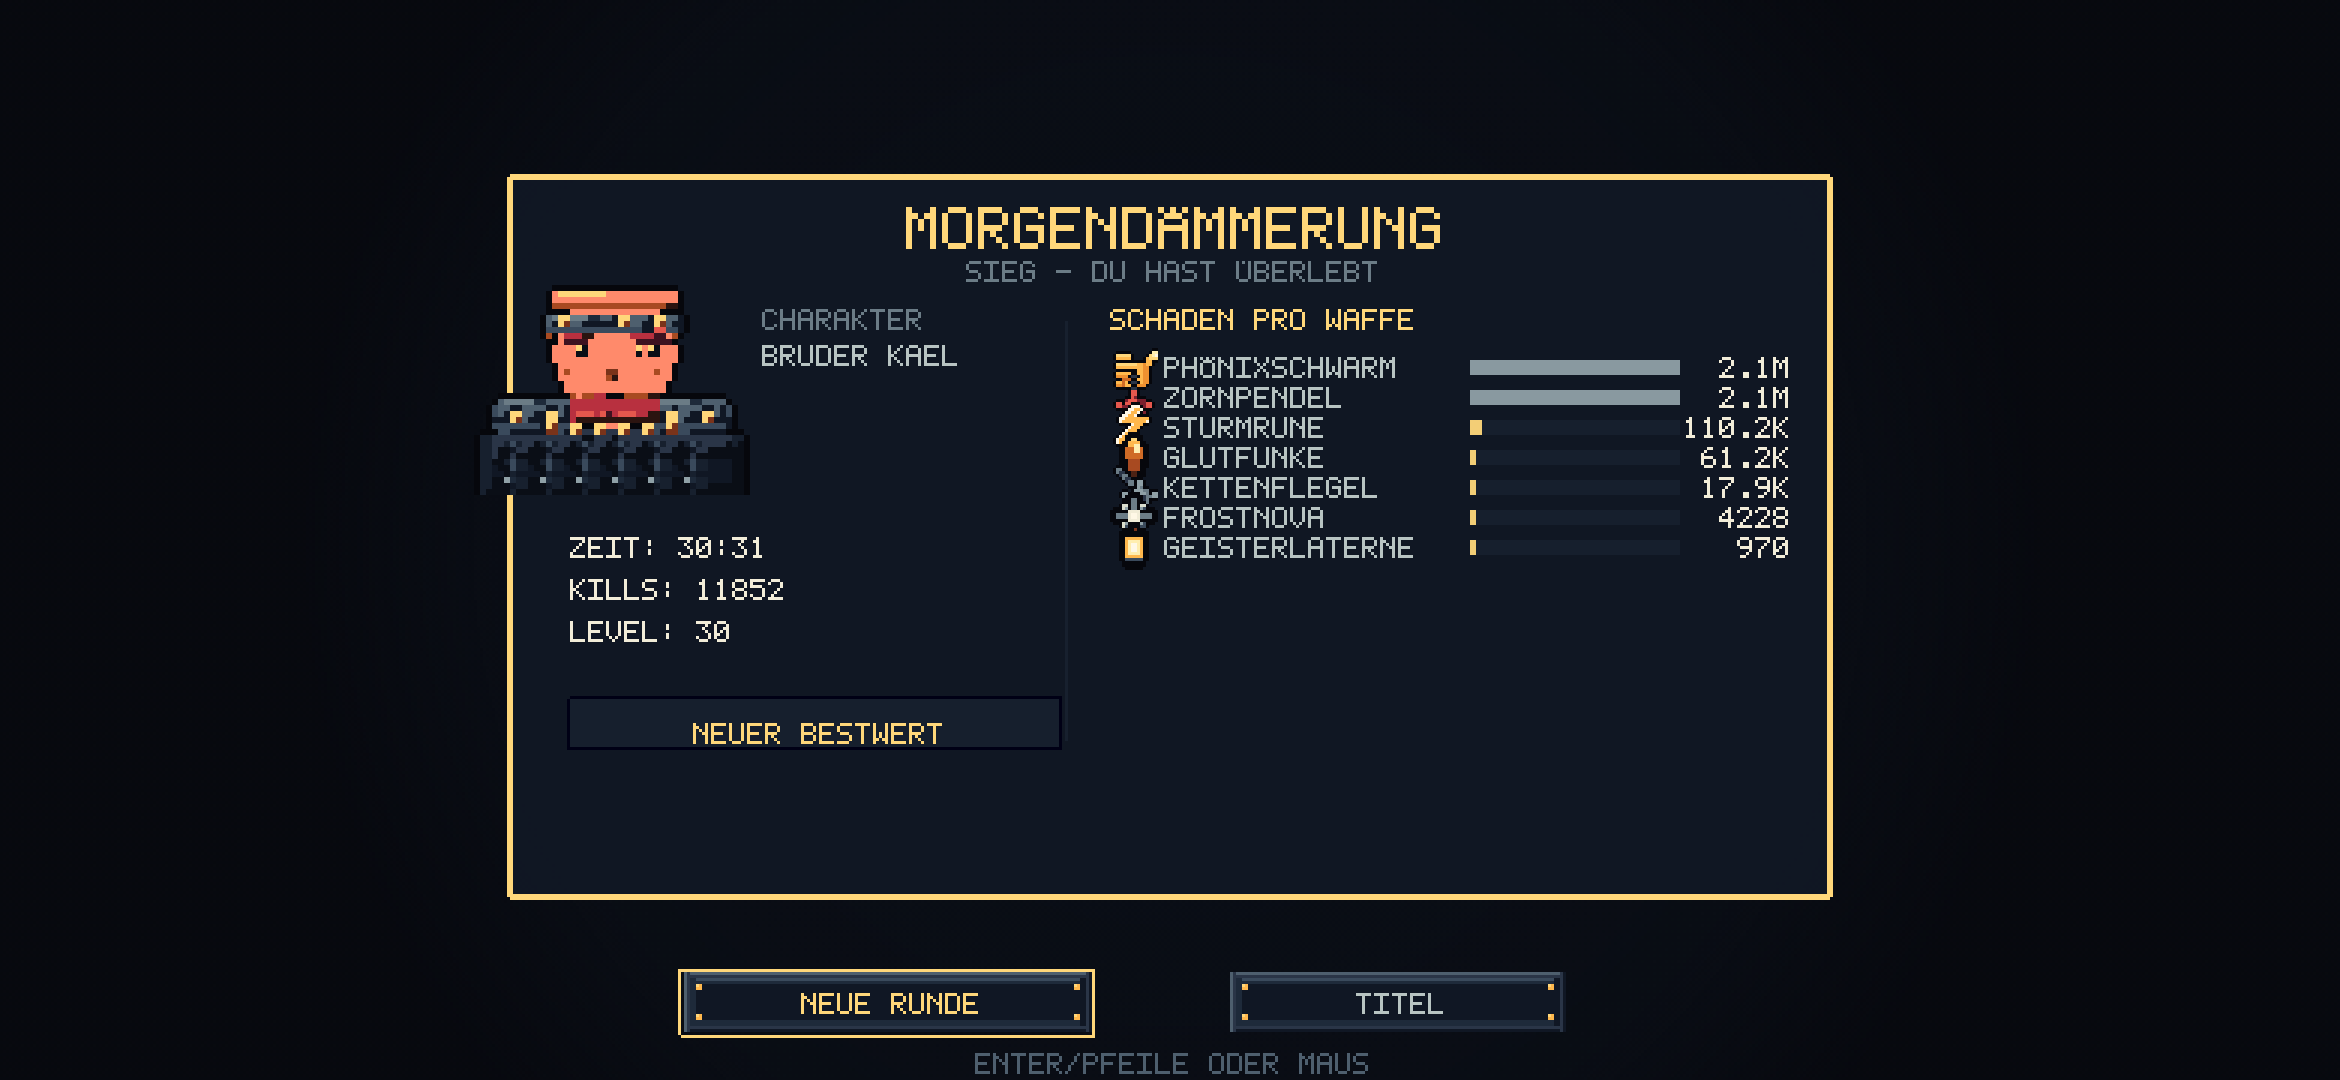 MORGENDÄMMERUNG
SIEG - DU HAST ÜBERLEBT
CHARAKTER
BRUDER KAEL
ZEIT: 30:31
KILLS: 11852
LEVEL: 30
NEUER BESTWERT
SCHADEN PRO WAFFE
PHÖNIXSCHWARM 2.1M
ZORNPENDEL 2.1M
STURMRUNE 110.2K
GLUTFUNKE 61.2K
KETTENFLEGEL 17.9K
FROSTNOVA 4228
GEISTERLATERNE 970
NEUE RUNDE
TITEL
ENTER/PFEILE ODER MAUS